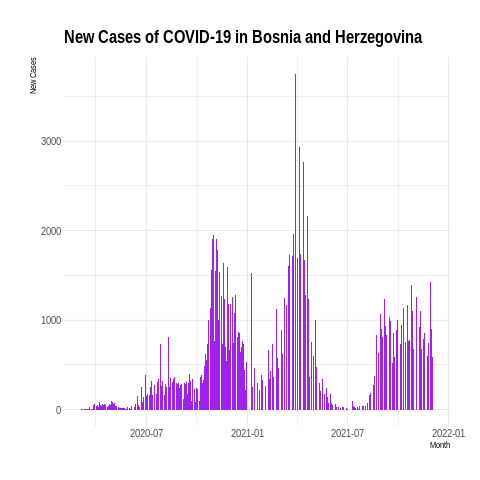 New Cases of COVID-19 in Bosnia and Herzegovina
New Cases
3000
2000
1000
0
2020-07
2021-01
2021-07
2022-01
Month